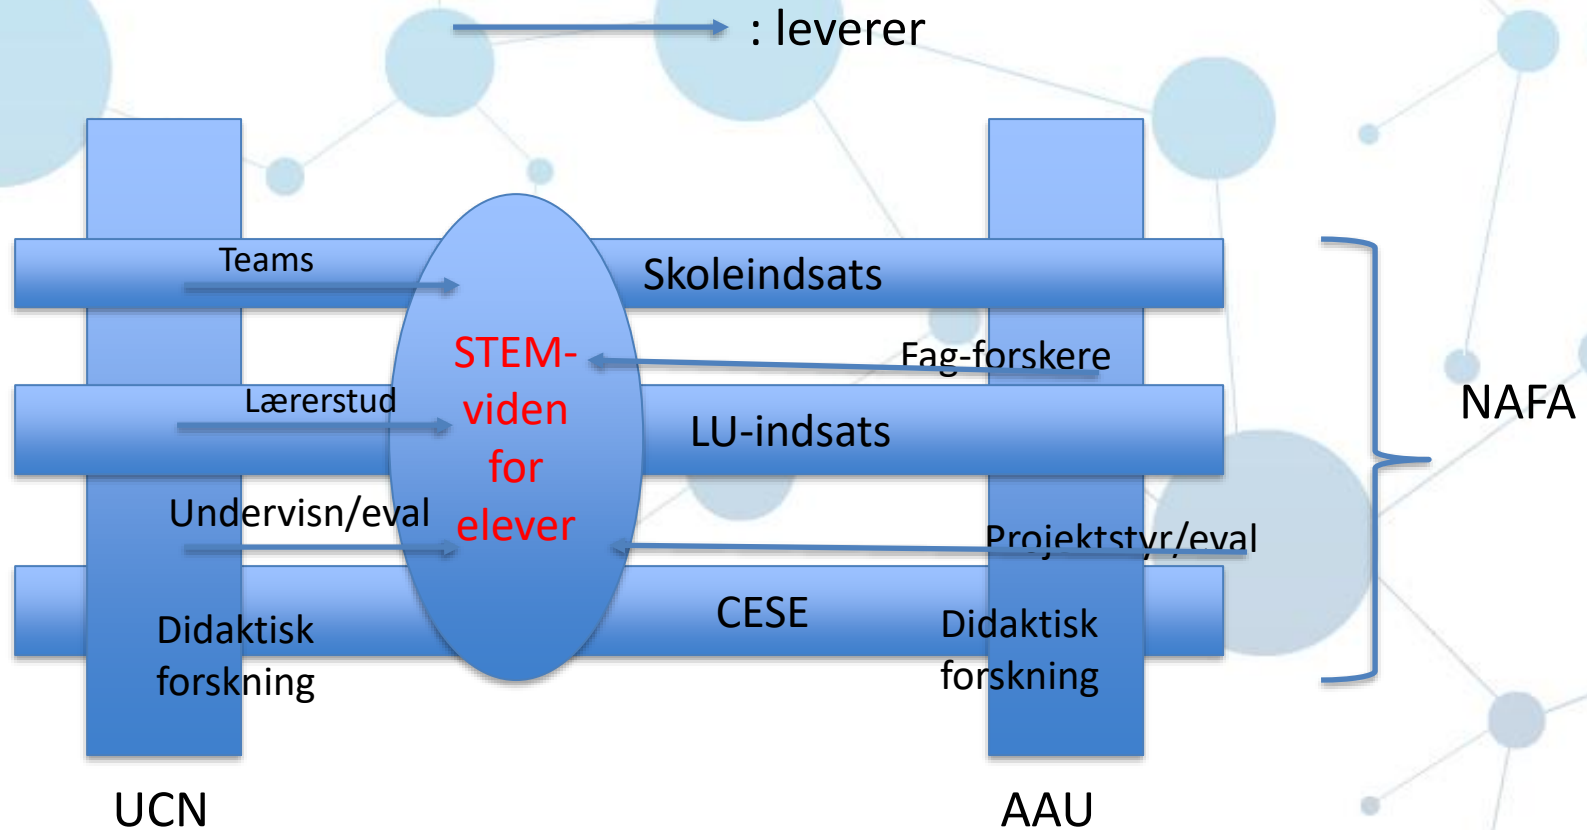 : leverer
Teams
Skoleindsats
STEM-
viden
for
elever
Fag-forskere
Lærerstud
LU-indsats
NAFA
Undervisn/eval
Projektstyr/eval
CESE
Didaktisk
forskning
Didaktisk
forskning
UCN
AAU